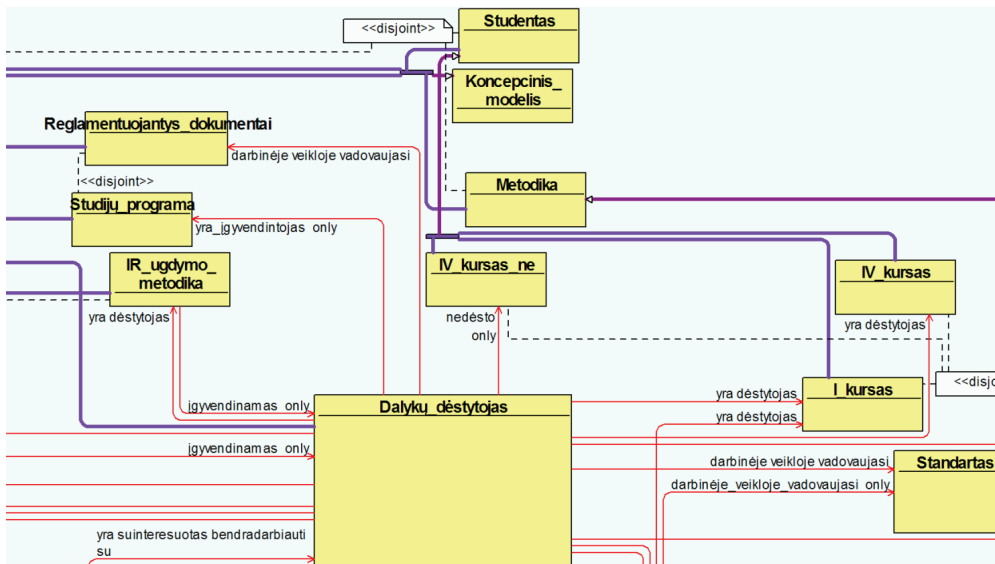 <<disjoint>>
Studentas
Koncepcinis_
modelis
Reglamentuojantys_dokumentai
darbinėje veikloje vadovaujasi
<<disjoint>>
Metodika
Studijų_programa
yra_įgyvendintojas only
IR_ugdymo_
metodika
IV_kursas_ne
IV_kursas
yra dėstytojas
nedėsto
only
yra dėstytojas
I_kursas
<<disjo
įgyvendinamas only
Dalykų_dėstytojas
yra dėstytojas
yra dėstytojas
įgyvendinamas only
darbinėje veikloje vadovaujasi
Standartas
darbinėje_veikloje_vadovaujasi only
yra suinteresuotas bendradarbiauti
su